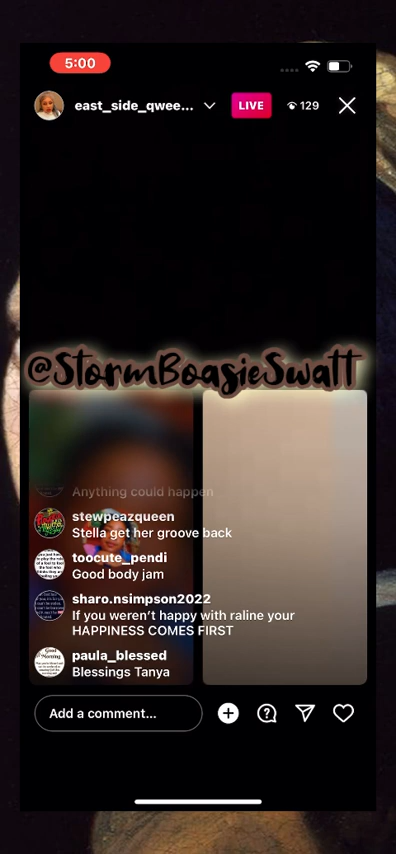 5:00
east_side_qwee...
LIVE
129
@StormBoasieSwatt
Anything could happen
stewpeazqueen
Stella get her groove back
toocute_pendi
Good body jam
sharo.nsimpson2022
If you weren't happy with raline your
HAPPINESS COMES FIRST
paula_blessed
Blessings Tanya
Add a comment...